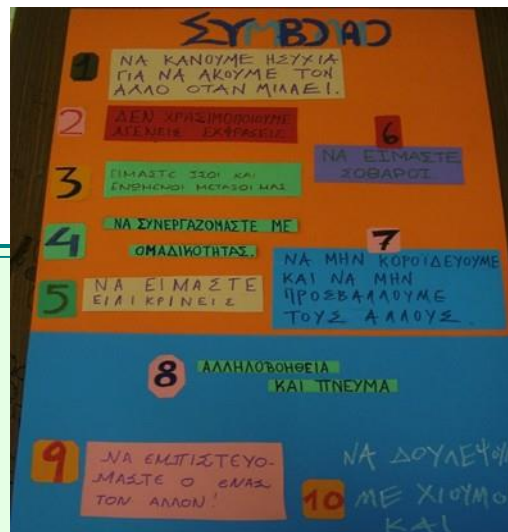 ΣΥΜΒΟΛΑΙΟ
1
ΝΑ ΚΑΝΟΥΜΕ ΗΣΥΧΙΑ
ΓΙΑ ΝΑ ΑΚΟΥΜΕ ΤΟΝ
ΑΛΛΟ ΟΤΑΝ ΜΙΛΑΕΙ.
2
ΔΕΝ ΧΡΗΣΙΜΟΠΟΙΟΥΜΕ
ΑΓΕΝΕΙΣ ΕΚΦΡΑΣΕΙΣ
3
ΕΙΜΑΣΤΕ ΙΣΟΙ ΚΑΙ
ΕΝΩΜΕΝΟΙ ΜΕΤΑΞΟΙ ΜΑΣ
4
ΝΑ ΣΥΝΕΡΓΑΖΟΜΑΣΤΕ ΜΕ
ΟΜΑΔΙΚΟΤΗΤΑΣ.
5
ΝΑ ΕΙΜΑΣΤΕ
ΕΙΛΙΚΡΙΝΕΙΣ
6
ΝΑ ΕΙΜΑΣΤΕ
ΣΟΒΑΡΟΙ
7
ΝΑ ΜΗΝ ΚΟΡΟΙΔΕΥΟΥΜΕ
ΚΑΙ ΝΑ ΜΗΝ
ΠΡΟΣΒΑΛΛΟΥΜΕ
ΤΟΥΣ ΑΛΛΟΥΣ.
8
ΑΛΛΗΛΟΒΟΗΘΕΙΑ
ΚΑΙ ΠΝΕΥΜΑ
9
ΝΑ ΕΜΠΙΣΤΕΥΟ-
ΜΑΣΤΕ Ο ΕΝΑΣ
ΤΟΝ ΑΛΛΟΝ!
10
ΝΑ ΔΟΥΛΕΨΟΥ
ΜΕ ΧΙΟΥΜΟ
ΚΑΙ